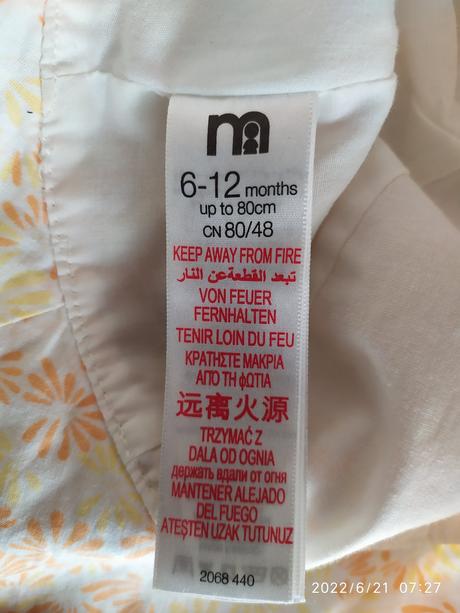 m
6-12 months
up to 80cm
CN 80/48
KEEP AWAY FROM FIRE
تبعد القطعة عن النار
VON FEUER
FERNHALTEN
TENIR LOIN DU FEU
ΚΡΑΤΗΣΤΕ ΜΑΚΡΙΑ
ΑΠΟ ΤΗ φΩΤΙΑ
远离火源
TRZYMAĆ Z
DALA OD OGNIA
держать вдали от огня
MANTENER ALEJADO
DEL FUEGO
ATEŞTEN UZAK TUTUNUZ
2068 440
2022/6/21 07:27